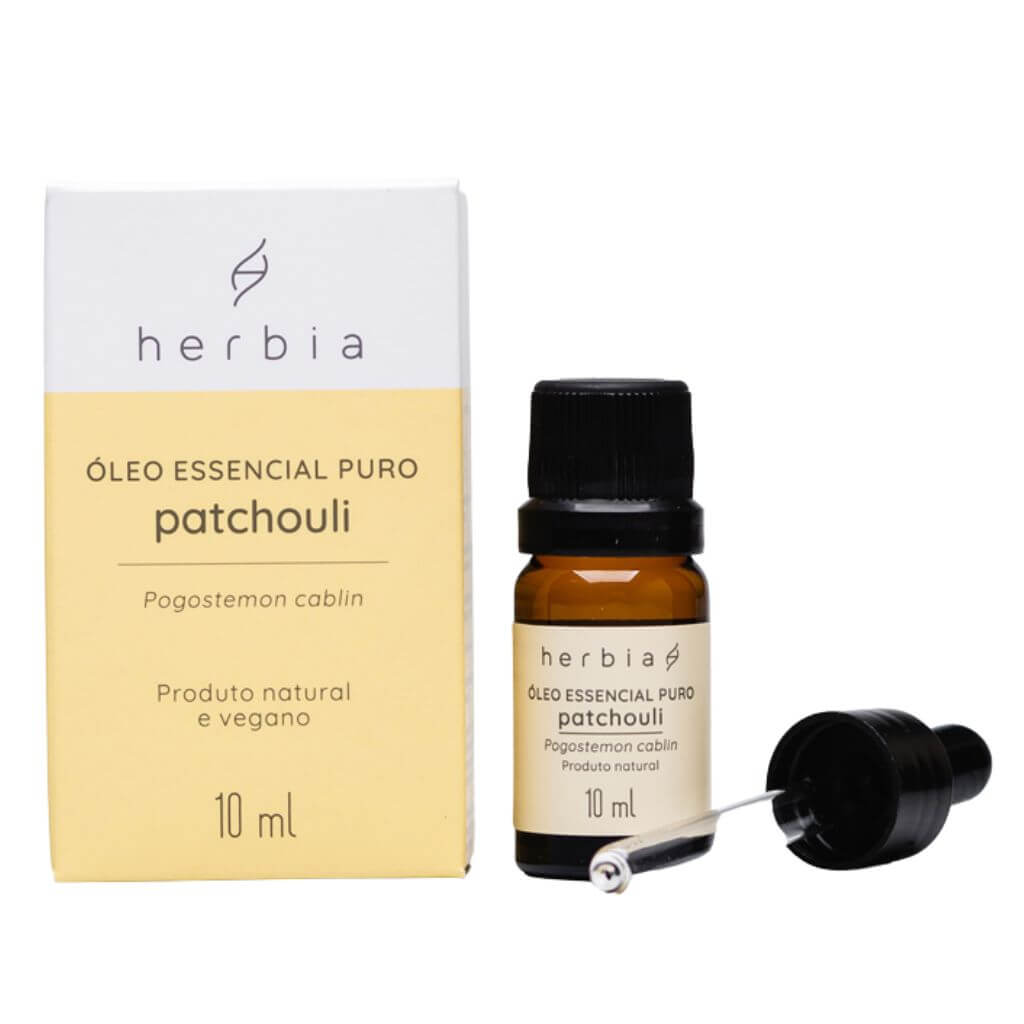 herbia
ÓLEO ESSENCIAL PURO
patchouli
Pogostemon cablin
Produto natural
e vegano
10 ml
herbia
ÓLEO ESSENCIAL PURO
patchouli
Pogostemon cablin
Produto natural
10 ml